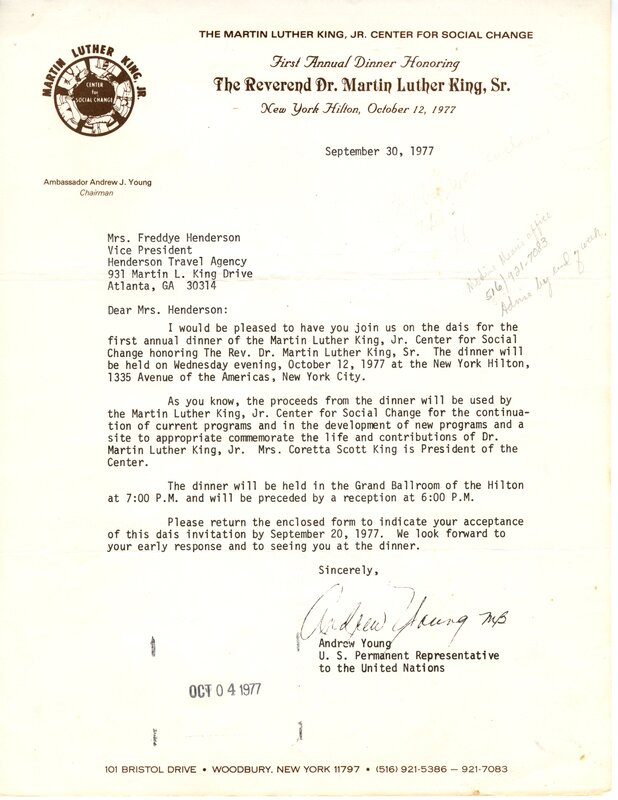 THE MARTIN LUTHER KING, JR. CENTER FOR SOCIAL CHANGE
First Annual Dinner Honoring
The Reverend Dr. Martin Luther King, Sr.
New York Hilton, October 12, 1977
MARTIN LUTHER KING, JR.
CENTER
for
SOCIAL CHANGE
September 30, 1977
Ambassador Andrew J. Young
Chairman
office
516/921-7083
Advise by end of week.
Mrs. Freddye Henderson
Vice President
Henderson Travel Agency
931 Martin L. King Drive
Atlanta, GA 30314
Dear Mrs. Henderson:
I would be pleased to have you join us on the dais for the
first annual dinner of the Martin Luther King, Jr. Center for Social
Change honoring The Rev. Dr. Martin Luther King, Sr. The dinner will
be held on Wednesday evening, October 12, 1977 at the New York Hilton,
1335 Avenue of the Americas, New York City.
As you know, the proceeds from the dinner will be used by
the Martin Luther King, Jr. Center for Social Change for the continua-
tion of current programs and in the development of new programs and a
site to appropriate commemorate the life and contributions of Dr.
Martin Luther King, Jr. Mrs. Coretta Scott King is President of the
Center.
The dinner will be held in the Grand Ballroom of the Hilton
at 7:00 P.M. and will be preceded by a reception at 6:00 P.M.
Please return the enclosed form to indicate your acceptance
of this dais invitation by September 20, 1977. We look forward to
your early response and to seeing you at the dinner.
Sincerely,
Andrew Young MB
Andrew Young
U. S. Permanent Representative
to the United Nations
OCT 04 1977
101 BRISTOL DRIVE • WOODBURY, NEW YORK 11797 • (516) 921-5386 — 921-7083